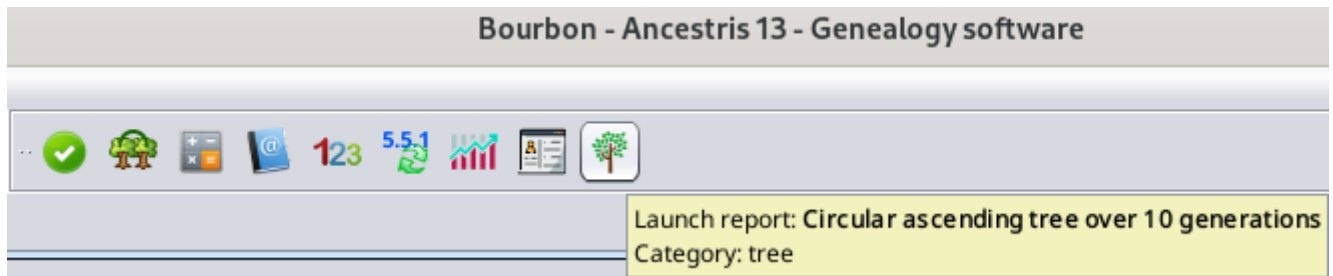 Bourbon - Ancestris 13 - Genealogy software
@ 123 5.5.1 A
Launch report: Circular ascending tree over 10 generations
Category: tree